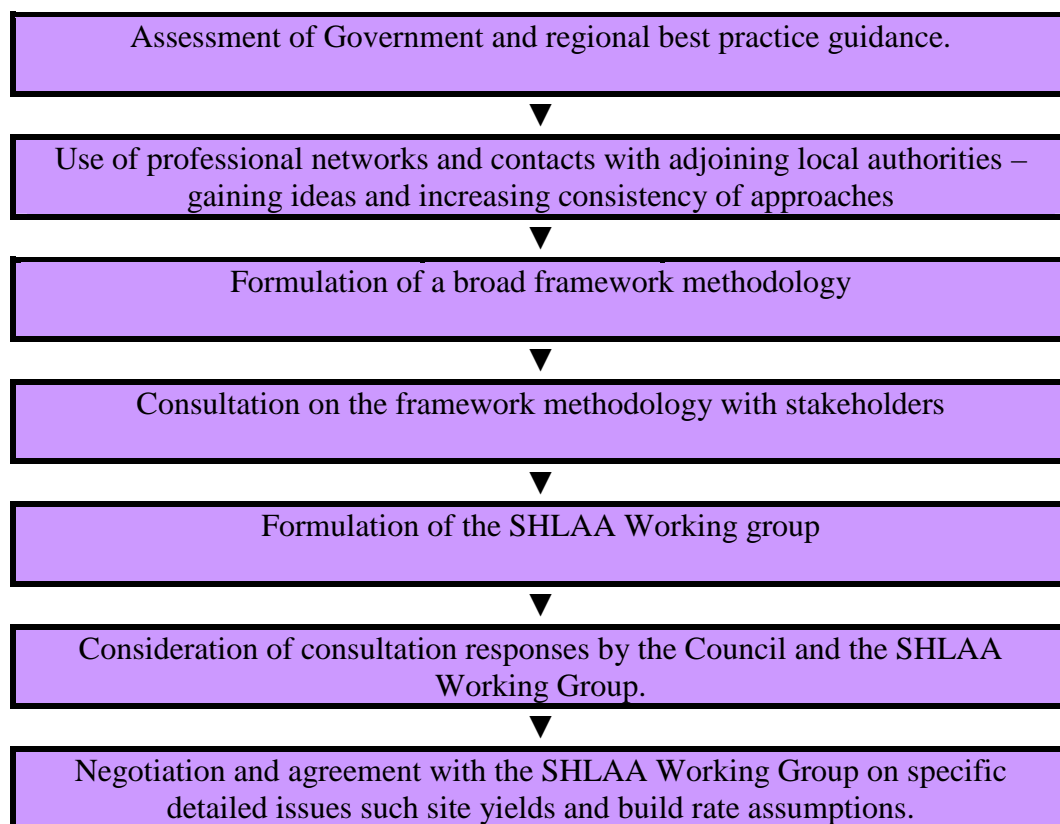 Assessment of Government and regional best practice guidance.
▼
Use of professional networks and contacts with adjoining local authorities –
gaining ideas and increasing consistency of approaches
▼
Formulation of a broad framework methodology
▼
Consultation on the framework methodology with stakeholders
▼
Formulation of the SHLAA Working group
▼
Consideration of consultation responses by the Council and the SHLAA
Working Group.
▼
Negotiation and agreement with the SHLAA Working Group on specific
detailed issues such site yields and build rate assumptions.